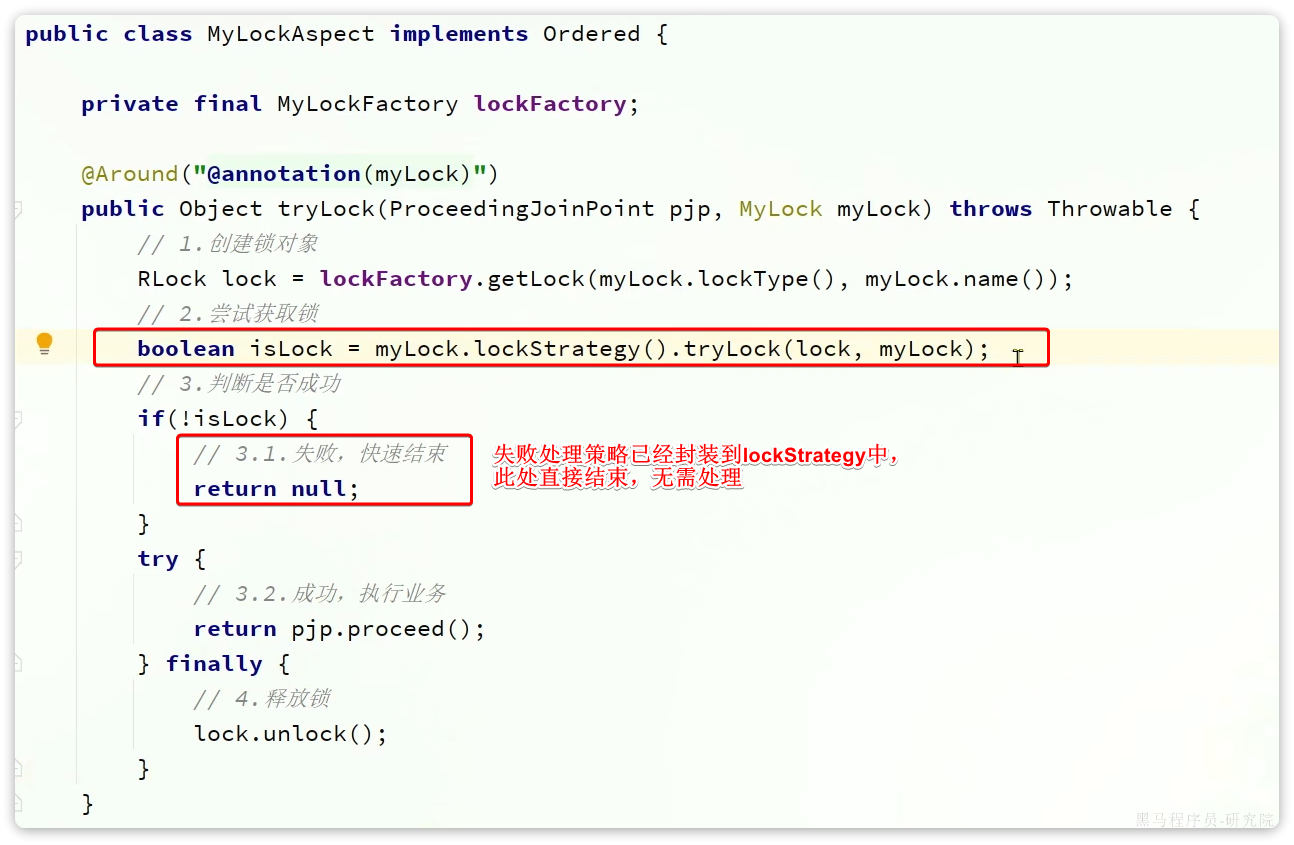 public class MyLockAspect implements Ordered {
private final MyLockFactory lockFactory;
@Around("@annotation(myLock)")
public Object tryLock(ProceedingJoinPoint pjp, MyLock myLock) throws Throwable {
// 1.创建锁对象
RLock lock = lockFactory.getLock(myLock.lockType(), myLock.name());
// 2.尝试获取锁
boolean isLock = myLock.lockStrategy().tryLock(lock, myLock);
// 3.判断是否成功
if(!isLock) {
// 3.1.失败，快速结束
return null;
失败处理策略已经封装到lockStrategy中，
此处直接结束，无需处理
}
try {
// 3.2.成功，执行业务
return pjp.proceed();
} finally {
// 4.释放锁
lock.unlock();
}
}
黑马程序员-研究院